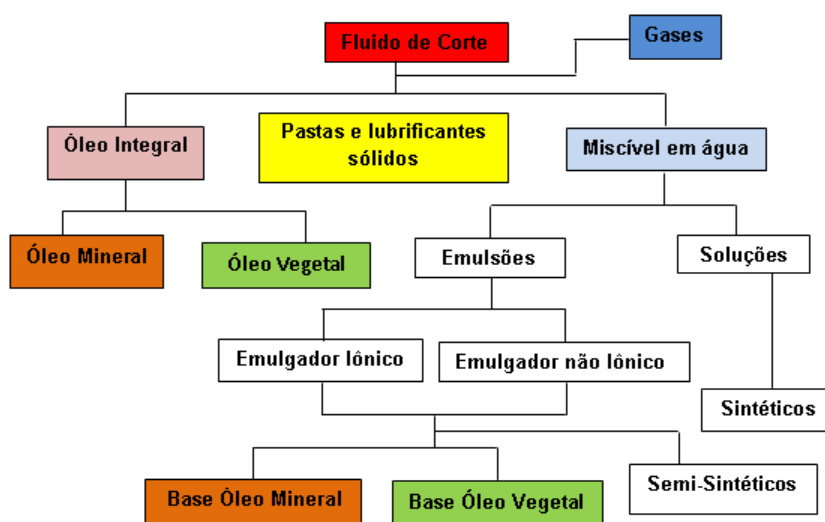 Fluido de Corte
Gases
Óleo Integral
Pastas e lubrificantes
sólidos
Miscível em água
Óleo Mineral
Óleo Vegetal
Emulsões
Soluções
Emulgador Iônico
Emulgador não Iônico
Sintéticos
Base Óleo Mineral
Base Óleo Vegetal
Semi-Sintéticos